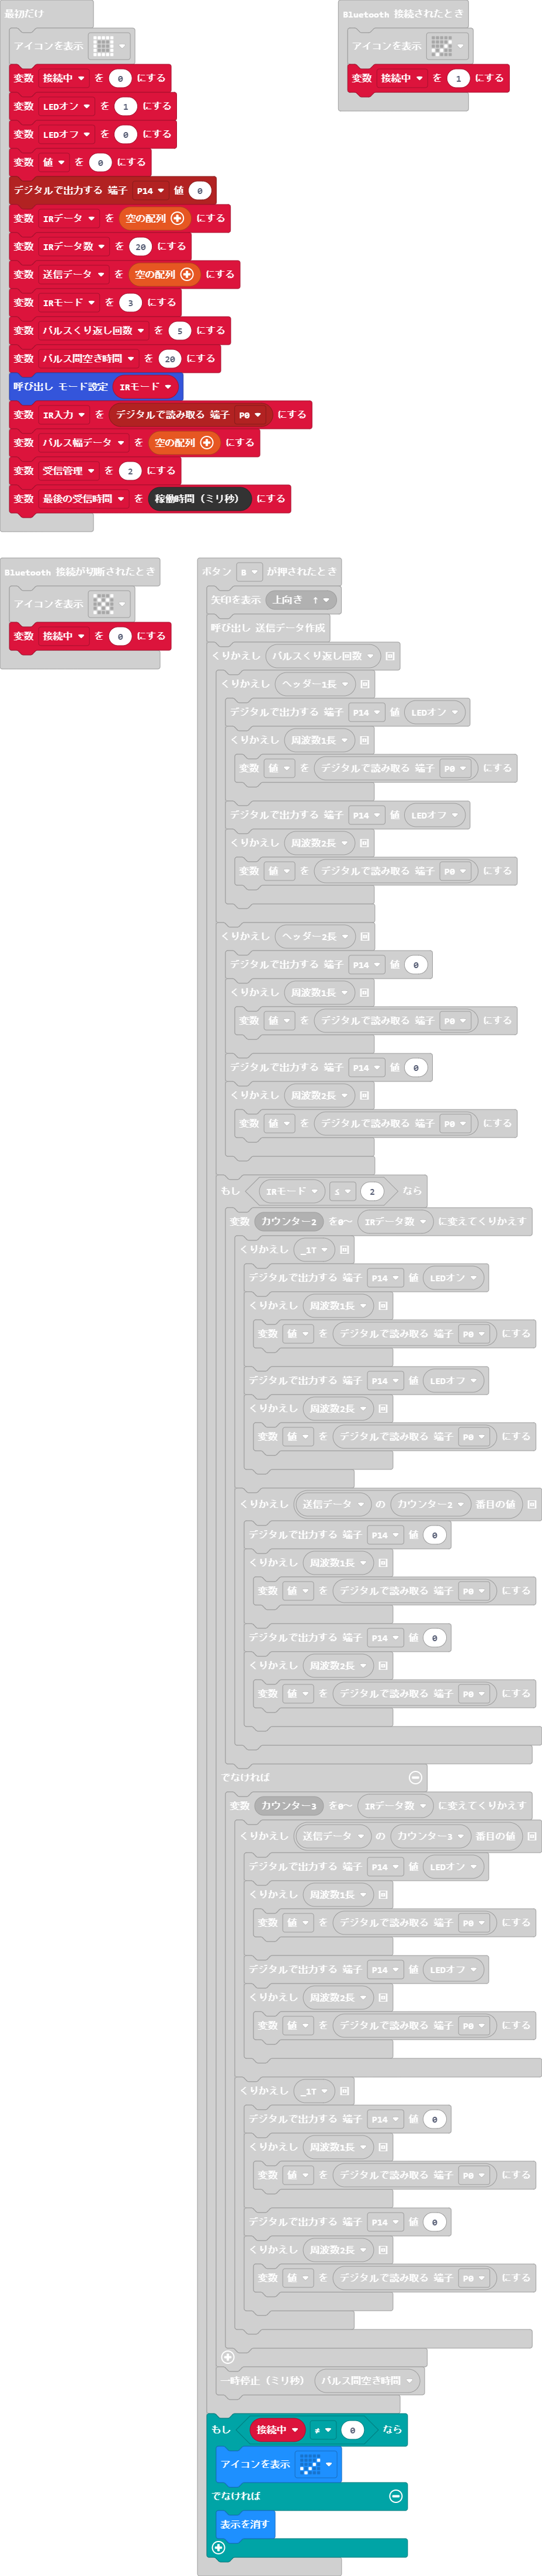 最初だけ
アイコンを表示
変数 接続中 を 0 にする
変数 LEDオン を 1 にする
変数 LEDオフ を 0 にする
変数 値 を 0 にする
デジタルで出力する 端子 P14 値 0
変数 IRデータ を 空の配列 にする
変数 IRデータ数 を 20 にする
変数 送信データ を 空の配列 にする
変数 IRモード を 3 にする
変数 パルスくり返し回数 を 5 にする
変数 パルス間空き時間 を 20 にする
呼び出し モード設定 IRモード
変数 IR入力 を デジタルで読み取る 端子 P0 にする
変数 パルス幅データ を 空の配列 にする
変数 受信管理 を 2 にする
変数 最後の受信時間 を 稼働時間（ミリ秒） にする
Bluetooth 接続されたとき
アイコンを表示
変数 接続中 を 1 にする
Bluetooth 接続が切断されたとき
アイコンを表示
変数 接続中 を 0 にする
ボタン B が押されたとき
矢印を表示 上向き ↑
呼び出し 送信データ作成
くりかえし パルスくり返し回数 回
くりかえし ヘッダー1長 回
デジタルで出力する 端子 P14 値 LEDオン
くりかえし 周波数1長 回
変数 値 を デジタルで読み取る 端子 P0 にする
デジタルで出力する 端子 P14 値 LEDオフ
くりかえし 周波数2長 回
変数 値 を デジタルで読み取る 端子 P0 にする
くりかえし ヘッダー2長 回
デジタルで出力する 端子 P14 値 0
くりかえし 周波数1長 回
変数 値 を デジタルで読み取る 端子 P0 にする
デジタルで出力する 端子 P14 値 0
くりかえし 周波数2長 回
変数 値 を デジタルで読み取る 端子 P0 にする
もし IRモード ≤ 2 なら
変数 カウンター2 を0～ IRデータ数 に変えてくりかえす
くりかえし _1T 回
デジタルで出力する 端子 P14 値 LEDオン
くりかえし 周波数1長 回
変数 値 を デジタルで読み取る 端子 P0 にする
デジタルで出力する 端子 P14 値 LEDオフ
くりかえし 周波数2長 回
変数 値 を デジタルで読み取る 端子 P0 にする
くりかえし 送信データ の カウンター2 番目の値 回
デジタルで出力する 端子 P14 値 0
くりかえし 周波数1長 回
変数 値 を デジタルで読み取る 端子 P0 にする
デジタルで出力する 端子 P14 値 0
くりかえし 周波数2長 回
変数 値 を デジタルで読み取る 端子 P0 にする
でなければ
変数 カウンター3 を0～ IRデータ数 に変えてくりかえす
くりかえし 送信データ の カウンター3 番目の値 回
デジタルで出力する 端子 P14 値 LEDオン
くりかえし 周波数1長 回
変数 値 を デジタルで読み取る 端子 P0 にする
デジタルで出力する 端子 P14 値 LEDオフ
くりかえし 周波数2長 回
変数 値 を デジタルで読み取る 端子 P0 にする
くりかえし _1T 回
デジタルで出力する 端子 P14 値 0
くりかえし 周波数1長 回
変数 値 を デジタルで読み取る 端子 P0 にする
デジタルで出力する 端子 P14 値 0
くりかえし 周波数2長 回
変数 値 を デジタルで読み取る 端子 P0 にする
一時停止（ミリ秒） パルス間空き時間
もし 接続中 ≠ 0 なら
アイコンを表示
でなければ
表示を消す